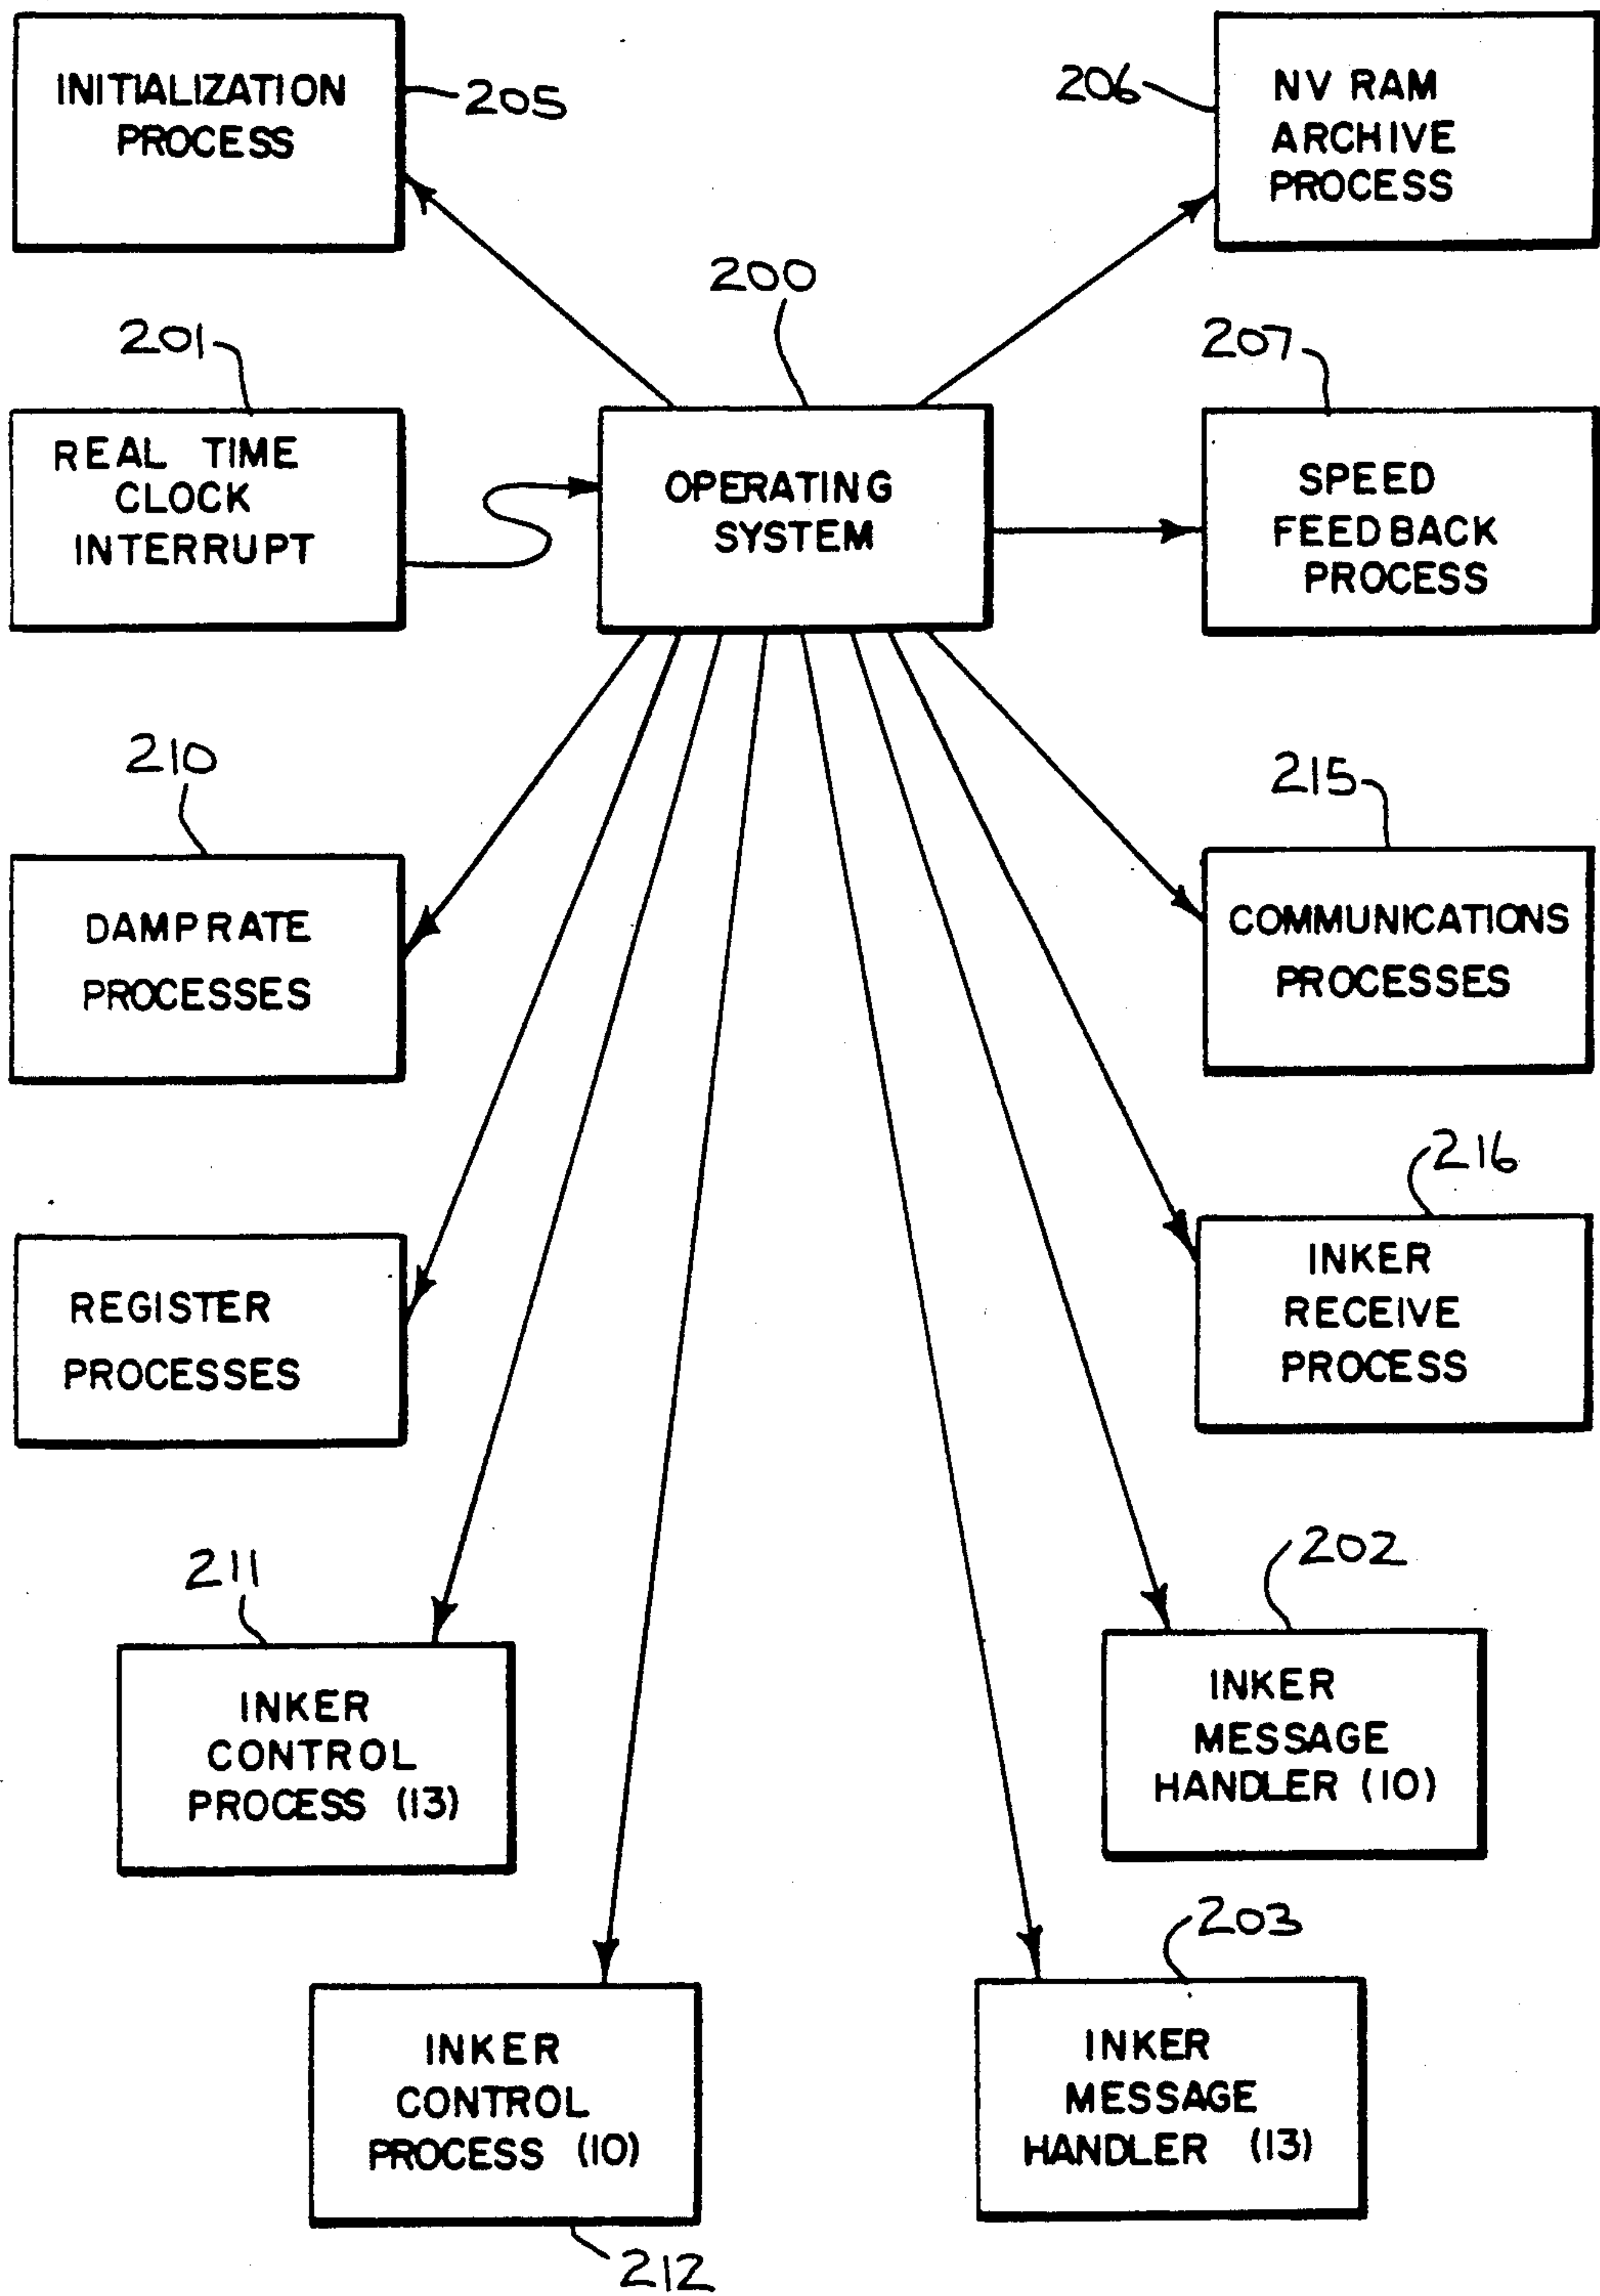 INITIALIZATION
PROCESS
205
206
NV RAM
ARCHIVE
PROCESS
200
201
REAL TIME
CLOCK
INTERRUPT
OPERATING
SYSTEM
207
SPEED
FEEDBACK
PROCESS
210
DAMPRATE
PROCESSES
215
COMMUNICATIONS
PROCESSES
REGISTER
PROCESSES
216
INKER
RECEIVE
PROCESS
211
INKER
CONTROL
PROCESS (13)
202
INKER
MESSAGE
HANDLER (10)
INKER
CONTROL
PROCESS (10)
212
203
INKER
MESSAGE
HANDLER (13)